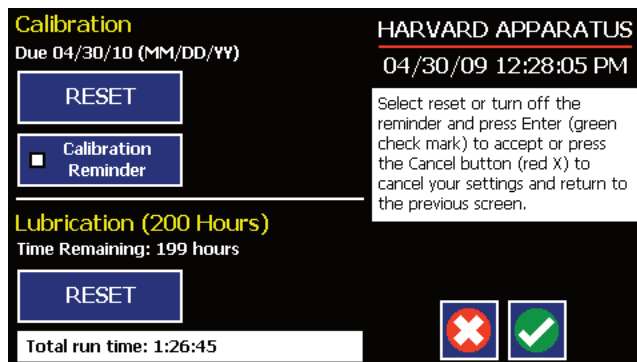 Calibration
Due 04/30/10 (MM/DD/YY)
RESET
Calibration
Reminder
Lubrication (200 Hours)
Time Remaining: 199 hours
RESET
Total run time: 1:26:45
HARVARD APPARATUS
04/30/09 12:28:05 PM
Select reset or turn off the
reminder and press Enter (green
check mark) to accept or press
the Cancel button (red X) to
cancel your settings and return to
the previous screen.